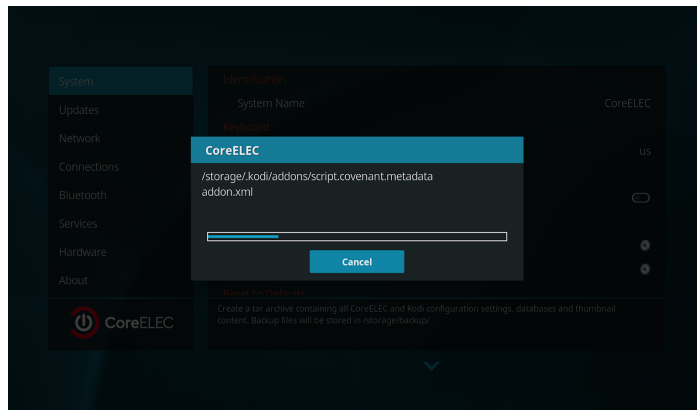 System
Updates
Network
Connections
Bluetooth
Services
Hardware
About
CoreELEC
Identification
System Name CoreELEC
Keyboard
us
CoreELEC
/storage/.kodi/addons/script.covenant.metadata
addon.xml
Cancel
Reset to Defaults
Create a tar archive containing all CoreELEC and Kodi configuration settings, databases and thumbnail
content. Backup files will be stored in /storage/backup/